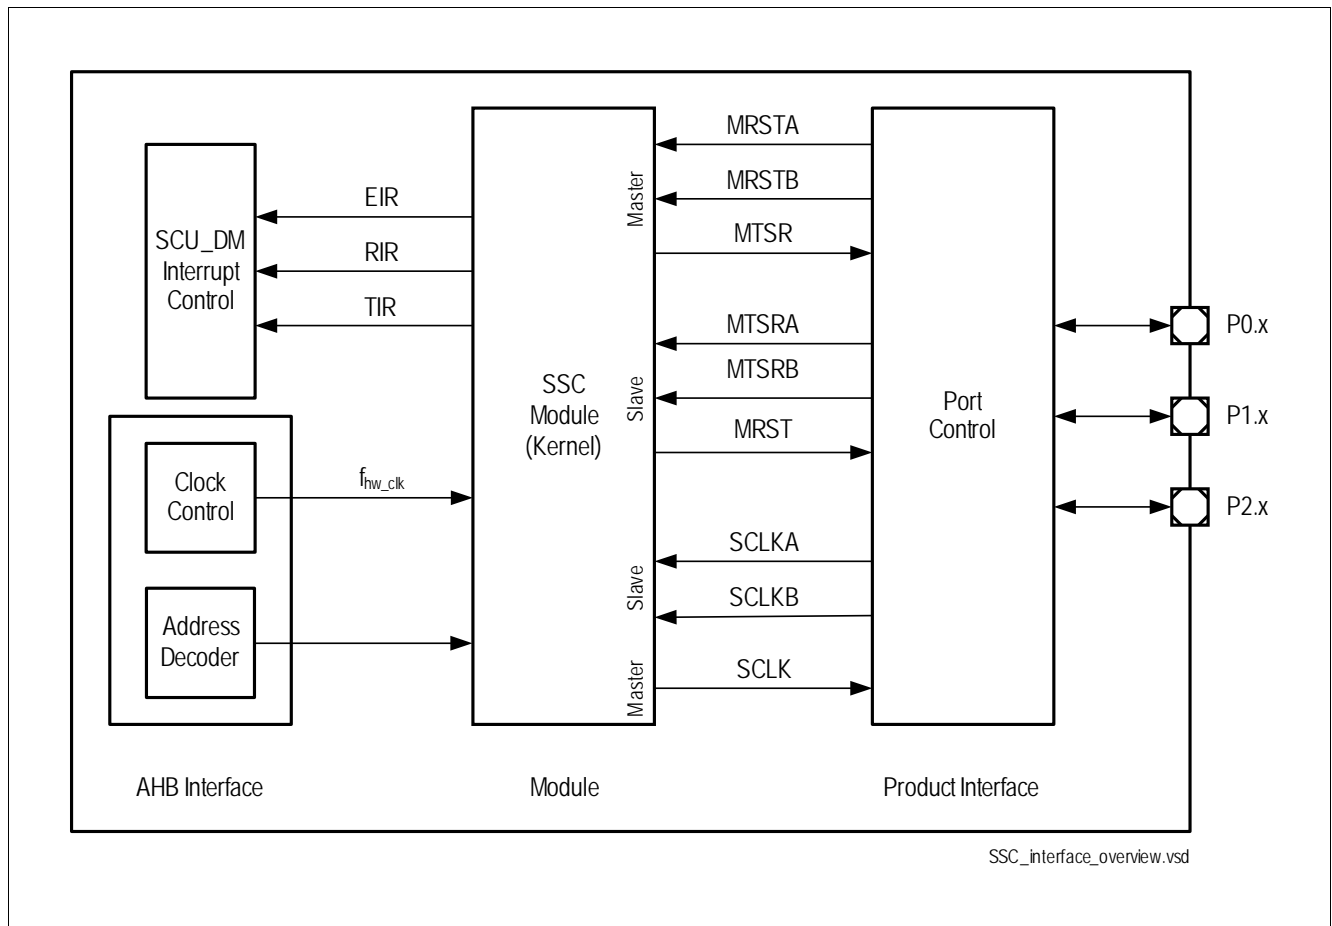 MRSTA
MRSTB
MTSR
Master
EIR
RIR
TIR
SCU_DM
Interrupt
Control
MTSRA
MTSRB
MRST
Slave
SSC
Module
(Kernel)
Port
Control
P0.x
P1.x
P2.x
Clock
Control
fhw_clk
Address
Decoder
SCLKA
SCLKB
Slave
SCLK
Master
AHB Interface
Module
Product Interface
SSC_interface_overview.vsd